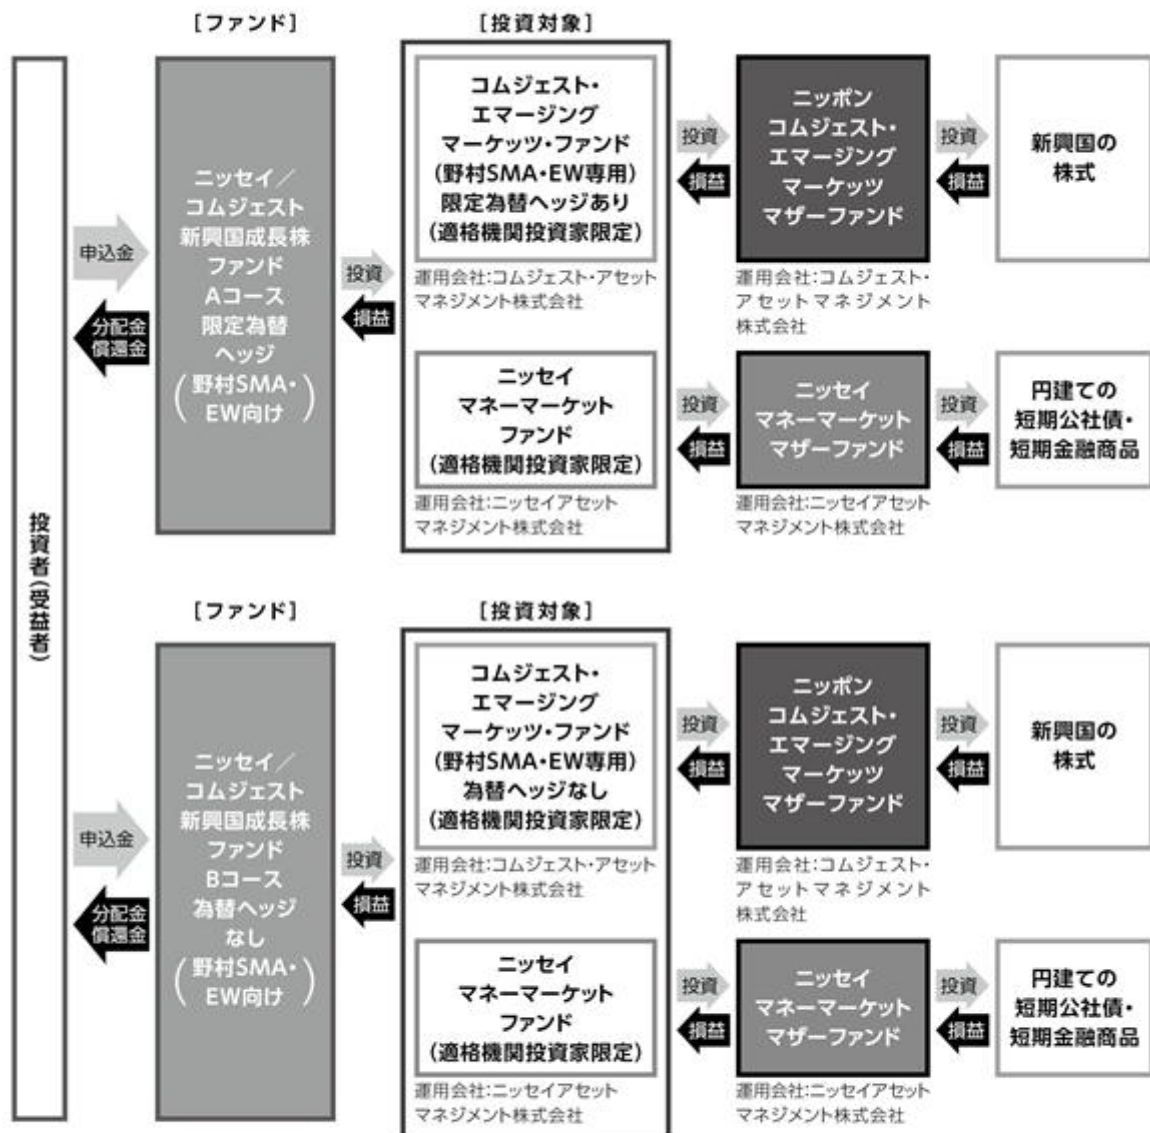 [ファンド]
[投資対象]
投資者(受益者)
申込金
分配金
償還金
ニッセイ／
コムジェスト
新興国成長株
ファンド
Aコース
限定為替
ヘッジ
(野村SMA・
EW向け)
投資
損益
コムジェスト・
エマージング
マーケッツ・ファンド
(野村SMA・EW専用)
限定為替ヘッジあり
(適格機関投資家限定)
運用会社:コムジェスト・アセット
マネジメント株式会社
投資
損益
ニッポン
コムジェスト・
エマージング
マーケッツ
マザーファンド
運用会社:コムジェスト・
アセットマネジメント
株式会社
投資
損益
新興国の
株式
ニッセイ
マネーマーケット
ファンド
(適格機関投資家限定)
運用会社:ニッセイアセット
マネジメント株式会社
投資
損益
ニッセイ
マネーマーケット
マザーファンド
運用会社:ニッセイアセット
マネジメント株式会社
投資
損益
円建ての
短期公社債・
短期金融商品
[ファンド]
[投資対象]
申込金
分配金
償還金
ニッセイ／
コムジェスト
新興国成長株
ファンド
Bコース
為替ヘッジ
なし
(野村SMA・
EW向け)
投資
損益
コムジェスト・
エマージング
マーケッツ・ファンド
(野村SMA・EW専用)
為替ヘッジなし
(適格機関投資家限定)
運用会社:コムジェスト・アセット
マネジメント株式会社
投資
損益
ニッポン
コムジェスト・
エマージング
マーケッツ
マザーファンド
運用会社:コムジェスト・
アセットマネジメント
株式会社
投資
損益
新興国の
株式
ニッセイ
マネーマーケット
ファンド
(適格機関投資家限定)
運用会社:ニッセイアセット
マネジメント株式会社
投資
損益
ニッセイ
マネーマーケット
マザーファンド
運用会社:ニッセイアセット
マネジメント株式会社
投資
損益
円建ての
短期公社債・
短期金融商品